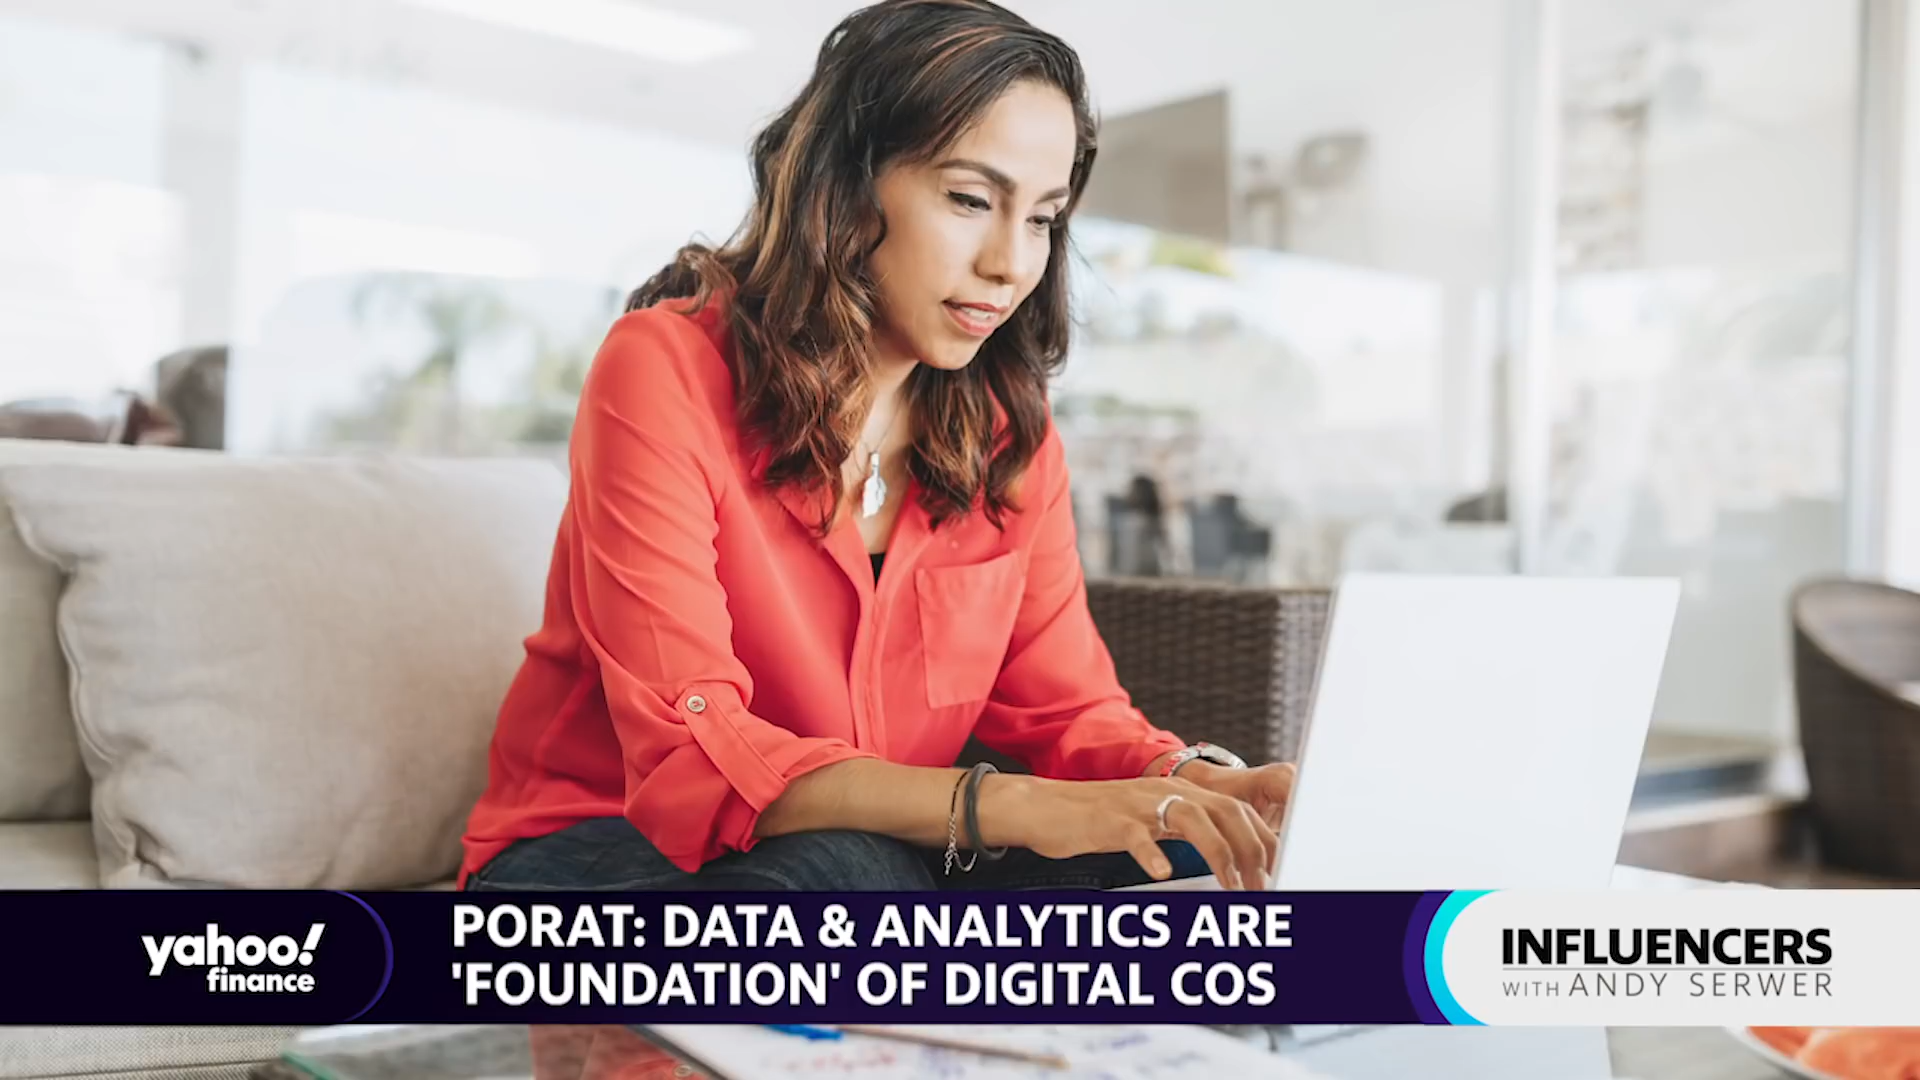 yahoo!
finance
PORAT: DATA & ANALYTICS ARE
'FOUNDATION' OF DIGITAL COS
INFLUENCERS
WITH ANDY SERWER